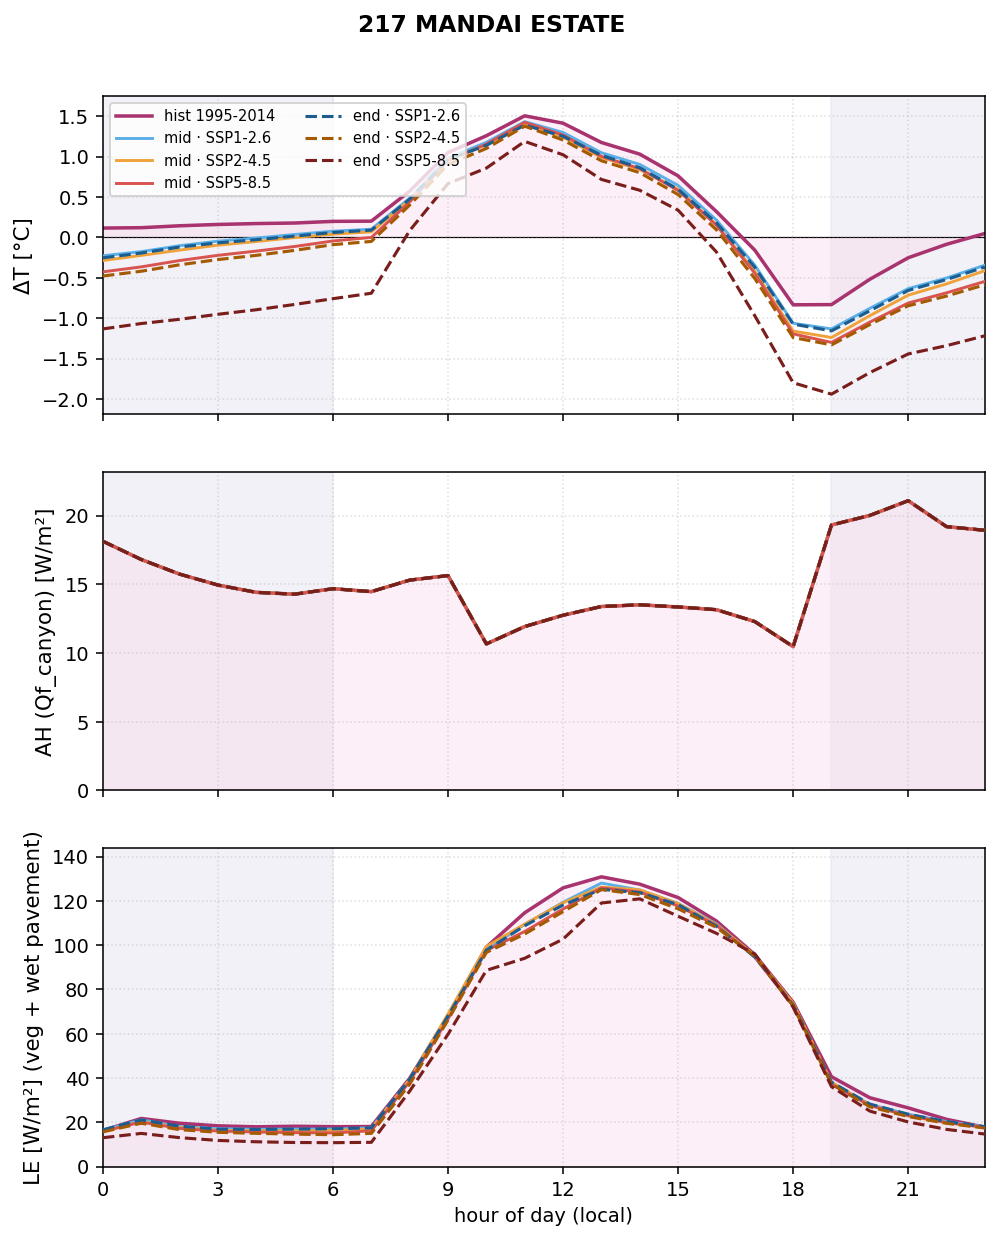 217 MANDAI ESTATE
hist 1995-2014
mid · SSP1-2.6
mid · SSP2-4.5
mid · SSP5-8.5
end · SSP1-2.6
end · SSP2-4.5
end · SSP5-8.5
ΔT [°C]
1.5
1.0
0.5
0.0
−0.5
−1.0
−1.5
−2.0
AH (Qf_canyon) [W/m²]
20
15
10
5
0
LE [W/m²] (veg + wet pavement)
140
120
100
80
60
40
20
0
0 3 6 9 12 15 18 21
hour of day (local)